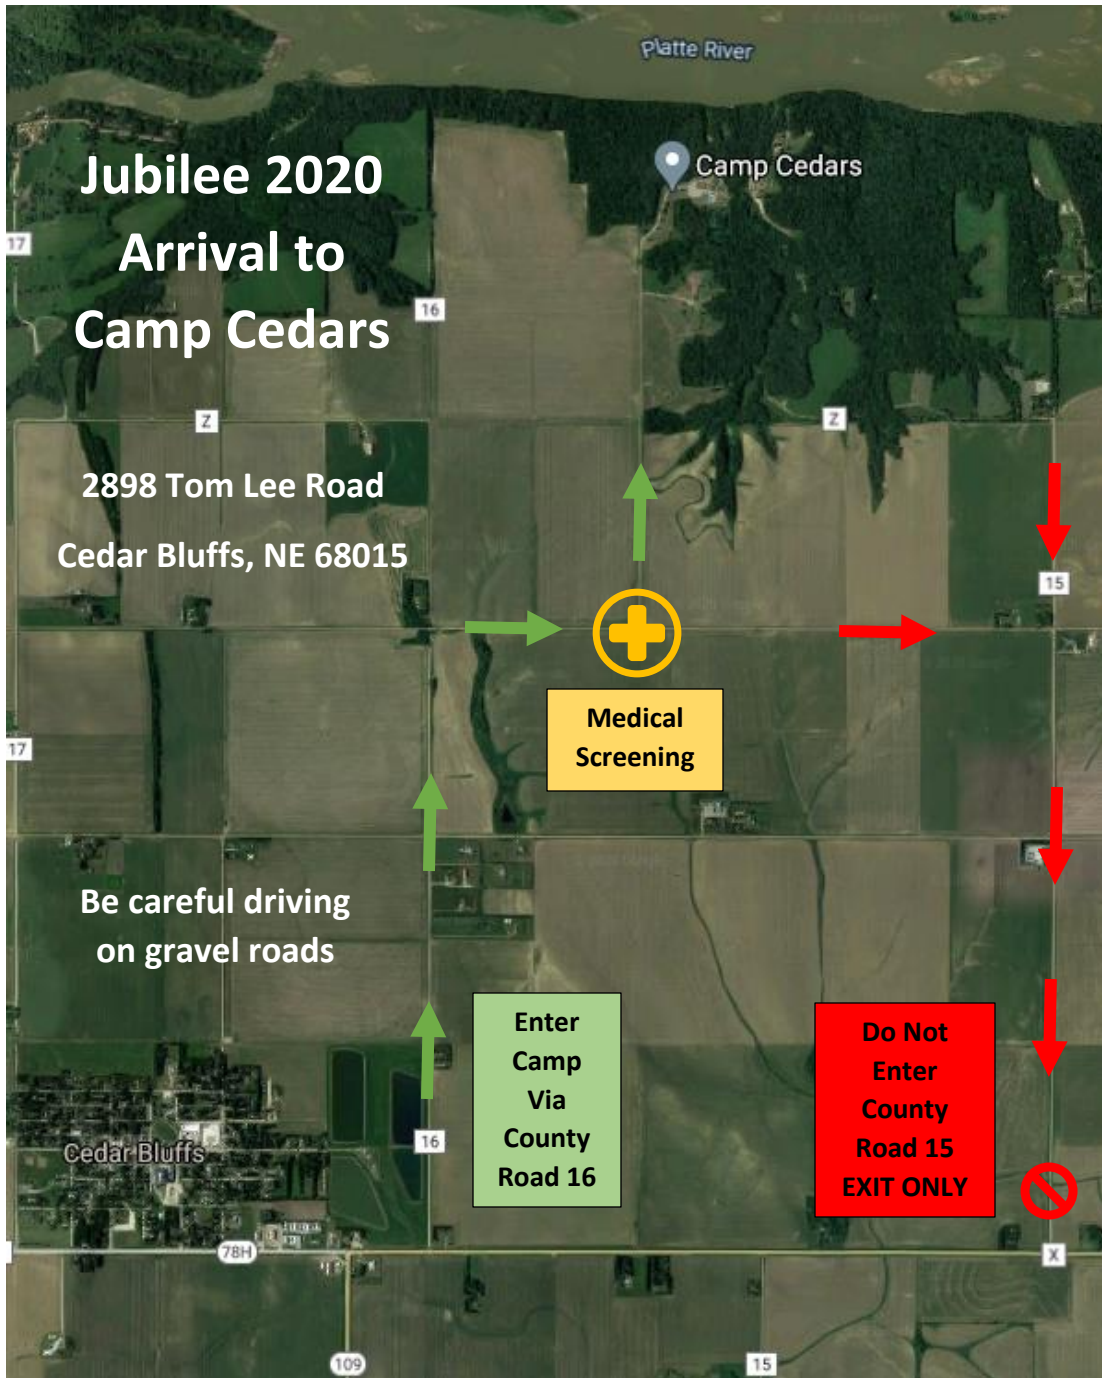 Platte River
Jubilee 2020
Arrival to
Camp Cedars
Camp Cedars
17
16
Z
Z
2898 Tom Lee Road
Cedar Bluffs, NE 68015
15
Medical
Screening
17
Be careful driving
on gravel roads
Enter
Camp
Via
County
Road 16
Do Not
Enter
County
Road 15
EXIT ONLY
16
Cedar Bluffs
78H
X
109
15